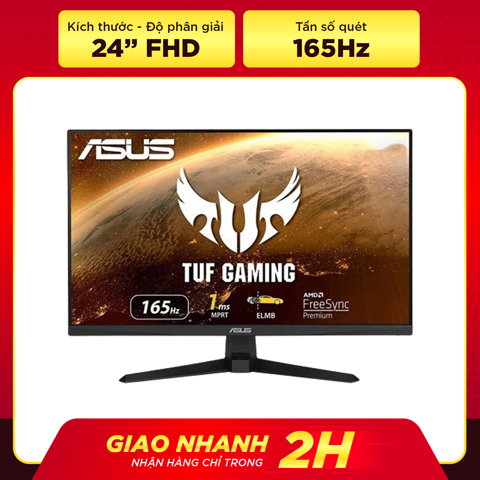 Kích thước - Độ phân giải
24” FHD
Tần số quét
165Hz
ASUS
TUF
TUF GAMING
165Hz
1ms
MPRT
ELMB
AMD
FreeSync
Premium
ASUS
GIAO NHANH
NHẬN HÀNG CHỈ TRONG
2H